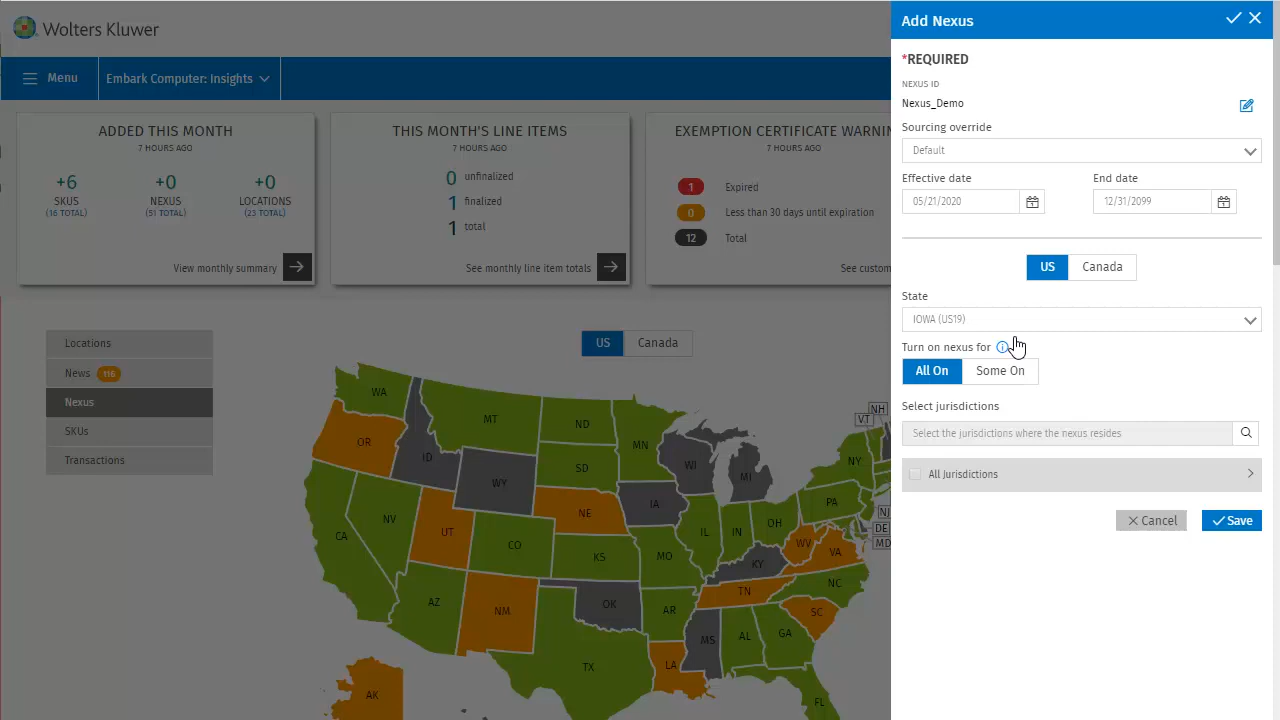 Wolters Kluwer
Menu
Embark Computer: Insights
ADDED THIS MONTH
7 HOURS AGO
+6
SKUS
(16 TOTAL)
+0
NEXUS
(51 TOTAL)
+0
LOCATIONS
(23 TOTAL)
View monthly summary
THIS MONTH'S LINE ITEMS
7 HOURS AGO
0 unfinalized
1 finalized
1 total
See monthly line item totals
EXEMPTION CERTIFICATE WARNIN
7 HOURS AGO
1 Expired
0 Less than 30 days until expiration
12 Total
See custom
Locations
News 116
Nexus
SKUs
Transactions
US
Canada
WA
MT
ND
MN
OR
ID
SD
WI
MI
WY
NE
IA
NV
UT
CO
CA
KS
MO
IL
IN
OH
PA
NY
VT
NH
NJ
DE
MD
WV
VA
KY
AZ
NM
OK
AR
TN
NC
SC
MS
AL
GA
TX
LA
FL
AK
Add Nexus
*REQUIRED
NEXUS ID
Nexus_Demo
Sourcing override
Default
Effective date
05/21/2020
End date
12/31/2099
US
Canada
State
IOWA (US19)
Turn on nexus for
All On
Some On
Select jurisdictions
Select the jurisdictions where the nexus resides
All Jurisdictions
Cancel
Save